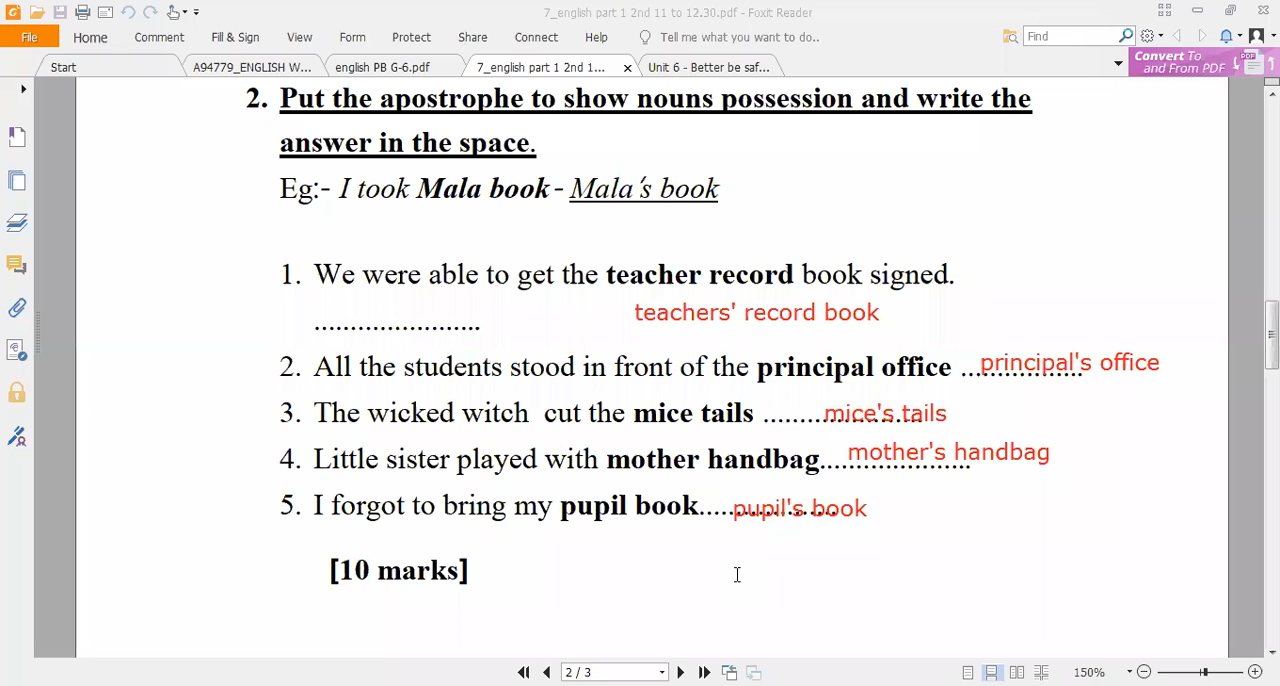 7_english part 1 2nd 11 to 12.30.pdf - Foxit Reader
File Home Comment Fill & Sign View Form Protect Share Connect Help Tell me what you want to do.. Find
Start A94779_ENGLISH W... english PB G-6.pdf 7_english part 1 2nd 1... Unit 6 - Better be saf... Convert To and From PDF
2. Put the apostrophe to show nouns possession and write the
answer in the space.
Eg:- I took Mala book - Mala's book
1. We were able to get the teacher record book signed.
....................... teachers' record book
2. All the students stood in front of the principal office ................. principal's office
3. The wicked witch cut the mice tails ...................... mice's tails
4. Little sister played with mother handbag..................... mother's handbag
5. I forgot to bring my pupil book................... pupil's book
[10 marks]
2 / 3 150%